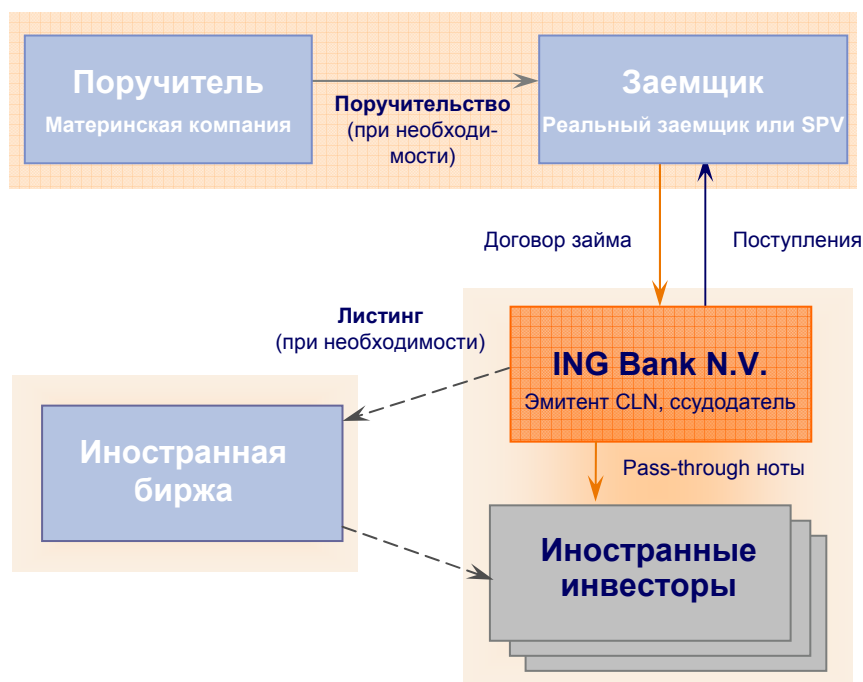 Поручитель
Материнская компания
Поручительство
(при необходи-
мости)
Заемщик
Реальный заемщик или SPV
Договор займа
Поступления
Листинг
(при необходимости)
ING Bank N.V.
Эмитент CLN, ссудодатель
Иностранная
биржа
Pass-through ноты
Иностранные
инвесторы